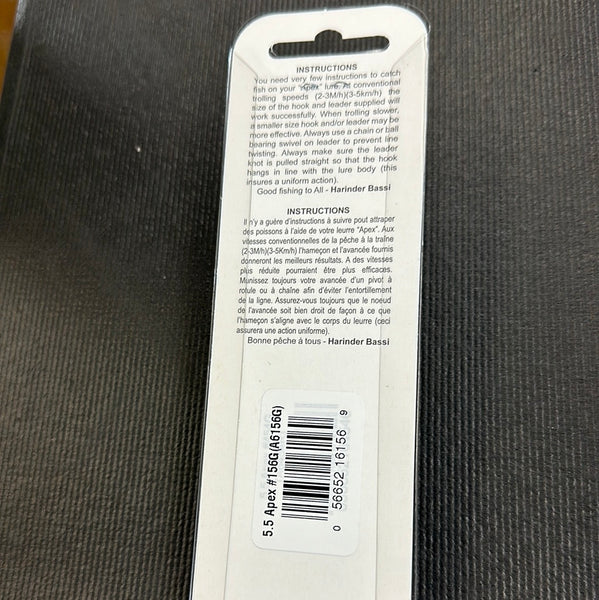 INSTRUCTIONS
You need very few instructions to catch
fish on your "Apex" lure. At conventional
trolling speeds (2-3M/h)(3-5km/h) the
size of the hook and leader supplied will
work successfully. When trolling slower,
a smaller size hook and/or leader may be
more effective. Always use a chain or ball
bearing swivel on leader to prevent line
twisting. Always make sure the leader
knot is pulled straight so that the hook
hangs in line with the lure body (this
insures a uniform action).
Good fishing to All - Harinder Bassi
INSTRUCTIONS
Il n'y a guère d'instructions à suivre pout attraper
des poissons à l'aide de votre leurre "Apex". Aux
vitesses conventionelles de la pêche à la traîne
(2-3M/h)(3-5Km/h) l'hameçon et l'avancée fournis
donneront les meilleurs résultats. A des vitesses
plus réduite pourraient être plus efficaces.
Munissez toujours votre avancée d'un pivot à
rotule ou à chaîne afin d'éviter l'entortillement
de la ligne. Assurez-vous toujours que le noeud
de l'avancée soit bien droit de façon à ce que
l'hameçon s'aligne avec le corps du leurre (ceci
assurera une action uniforme).
Bonne pêche à tous - Harinder Bassi
5.5 Apex #156G(A6156G)
0 56652 16156 9